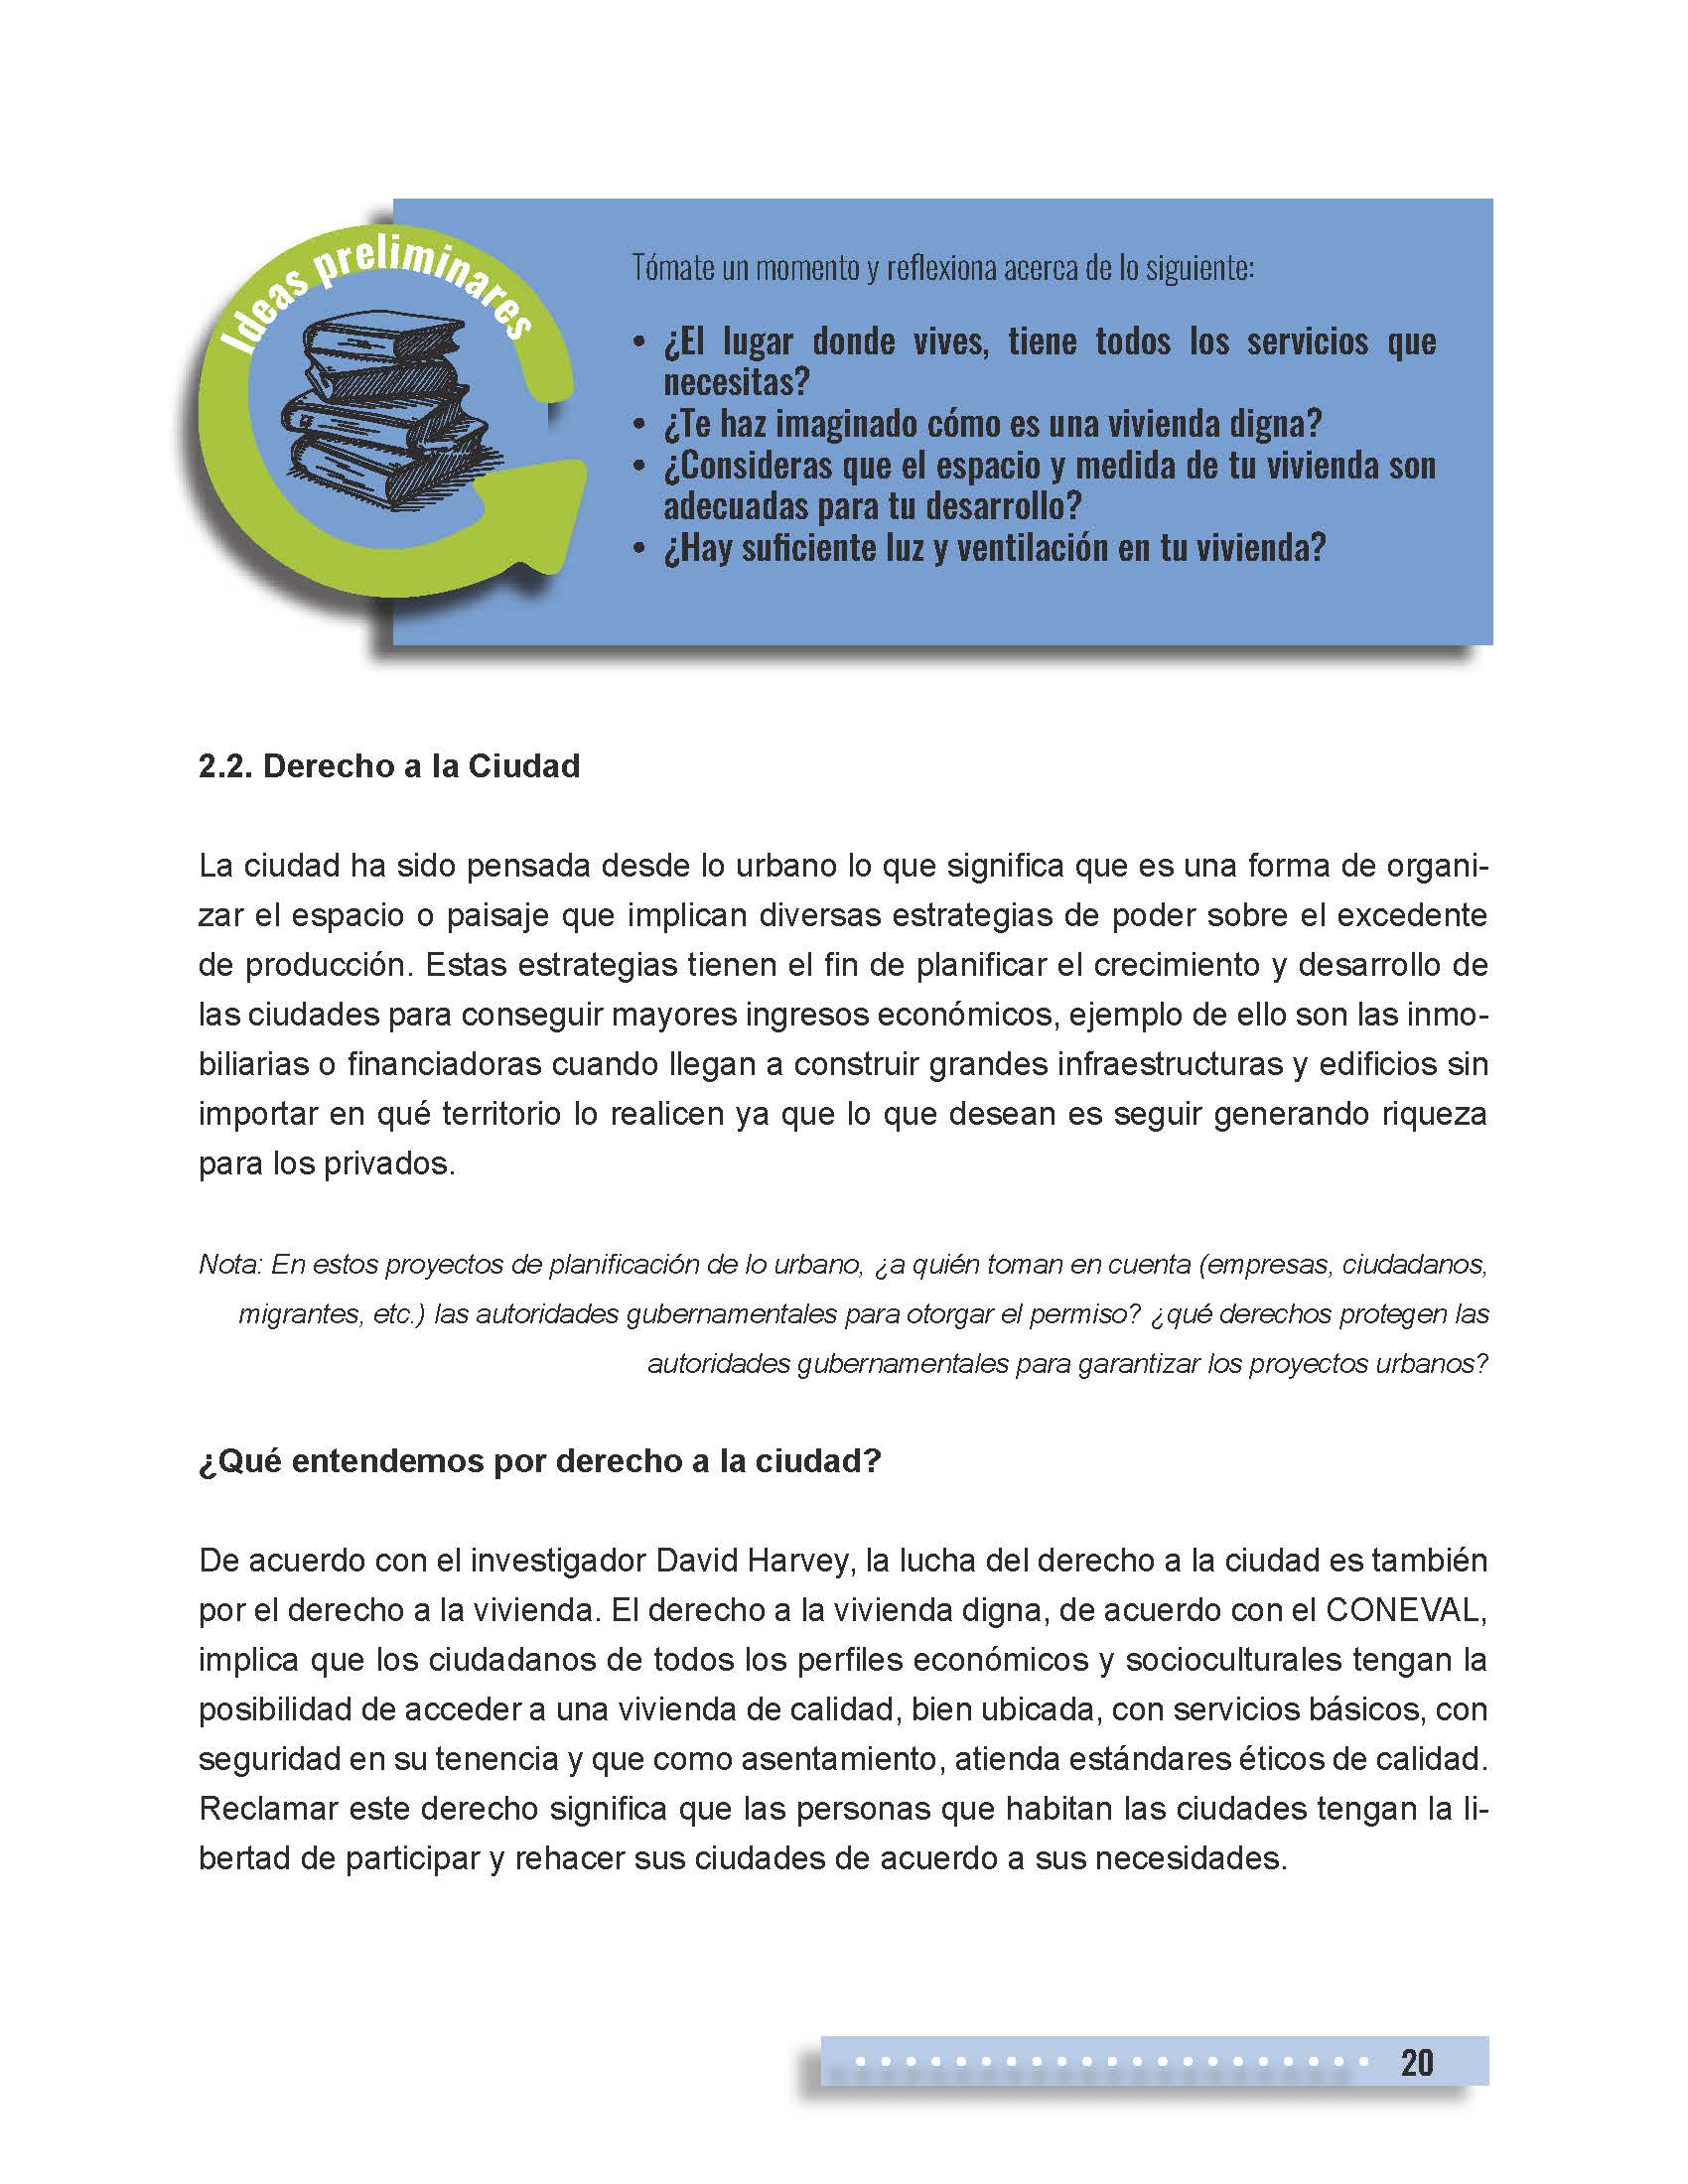 Ideas preliminares
Tómate un momento y reflexiona acerca de lo siguiente:
• ¿El lugar donde vives, tiene todos los servicios que
necesitas?
• ¿Te haz imaginado cómo es una vivienda digna?
• ¿Consideras que el espacio y medida de tu vivienda son
adecuadas para tu desarrollo?
• ¿Hay suficiente luz y ventilación en tu vivienda?
2.2. Derecho a la Ciudad
La ciudad ha sido pensada desde lo urbano lo que significa que es una forma de organi-
zar el espacio o paisaje que implican diversas estrategias de poder sobre el excedente
de producción. Estas estrategias tienen el fin de planificar el crecimiento y desarrollo de
las ciudades para conseguir mayores ingresos económicos, ejemplo de ello son las inmo-
biliarias o financiadoras cuando llegan a construir grandes infraestructuras y edificios sin
importar en qué territorio lo realicen ya que lo que desean es seguir generando riqueza
para los privados.
Nota: En estos proyectos de planificación de lo urbano, ¿a quién toman en cuenta (empresas, ciudadanos,
migrantes, etc.) las autoridades gubernamentales para otorgar el permiso? ¿qué derechos protegen las
autoridades gubernamentales para garantizar los proyectos urbanos?
¿Qué entendemos por derecho a la ciudad?
De acuerdo con el investigador David Harvey, la lucha del derecho a la ciudad es también
por el derecho a la vivienda. El derecho a la vivienda digna, de acuerdo con el CONEVAL,
implica que los ciudadanos de todos los perfiles económicos y socioculturales tengan la
posibilidad de acceder a una vivienda de calidad, bien ubicada, con servicios básicos, con
seguridad en su tenencia y que como asentamiento, atienda estándares éticos de calidad.
Reclamar este derecho significa que las personas que habitan las ciudades tengan la li-
bertad de participar y rehacer sus ciudades de acuerdo a sus necesidades.
20